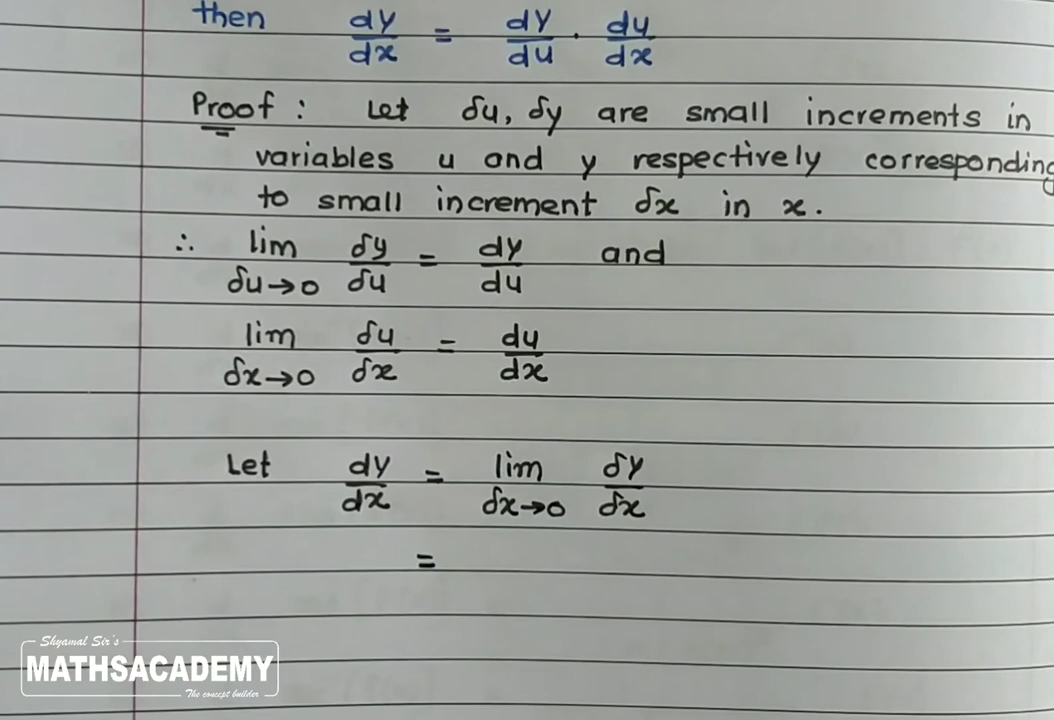 then dy/dx = dy/du · du/dx
Proof : Let δu, δy are small increments in
variables u and y respectively corresponding
to small increment δx in x.
∴ lim δu→0 δy/δu = dy/du and
lim δx→0 δu/δx = du/dx
Let dy/dx = lim δx→0 δy/δx
=
Shyamal Sir's
MATHSACADEMY
The concept builder